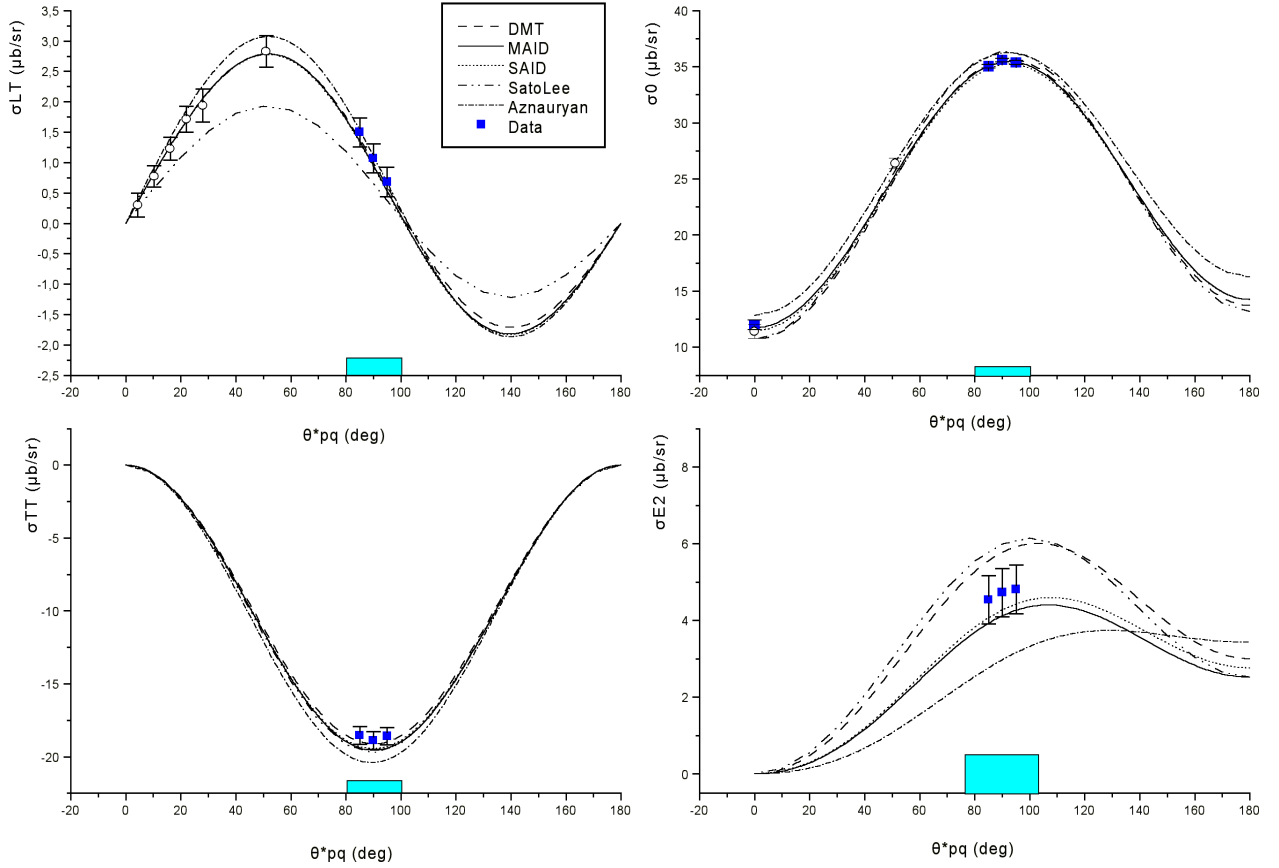 σLT (μb/sr)
3,5
3,0
2,5
2,0
1,5
1,0
0,5
0,0
-0,5
-1,0
-1,5
-2,0
-2,5
-20 0 20 40 60 80 100 120 140 160 180
θ*pq (deg)
DMT
MAID
SAID
SatoLee
Aznauryan
Data
σ0 (μb/sr)
40
35
30
25
20
15
10
-20 0 20 40 60 80 100 120 140 160 180
θ*pq (deg)
σTT (μb/sr)
0
-5
-10
-15
-20
-20 0 20 40 60 80 100 120 140 160 180
θ*pq (deg)
σE2 (μb/sr)
8
6
4
2
0
-20 0 20 40 60 80 100 120 140 160 180
θ*pq (deg)